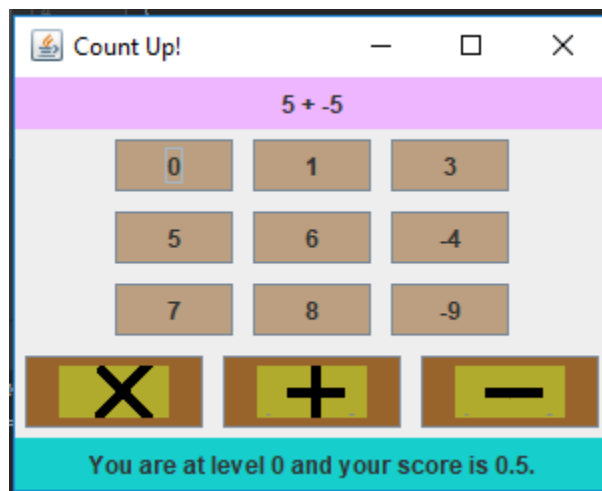 Count Up!
5 + -5
0 1 3
5 6 -4
7 8 -9
× + −
You are at level 0 and your score is 0.5.